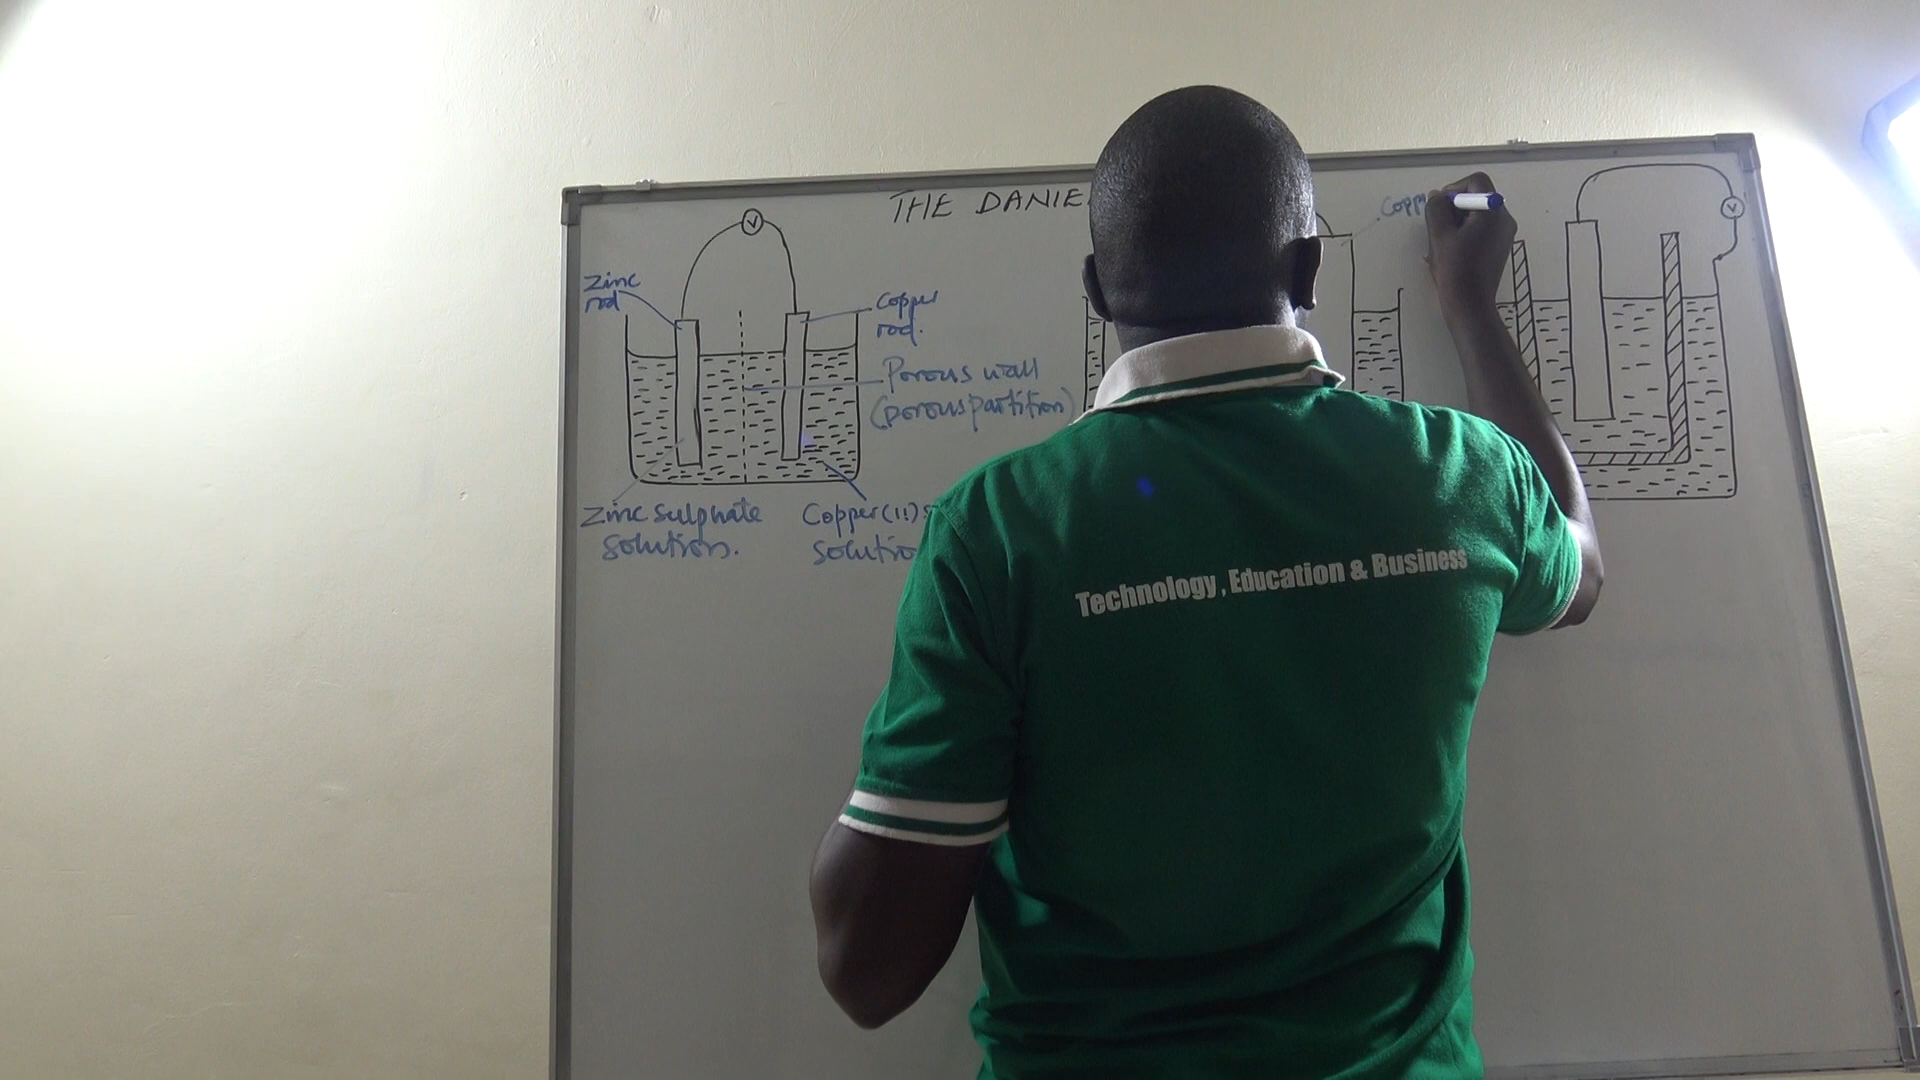 THE DANIE
V
Zinc
rod
Copper
rod.
Porous wall
(porous partition)
Zinc sulphate
solution.
Copper(II) s
solutio
Copp
V
Technology, Education & Business